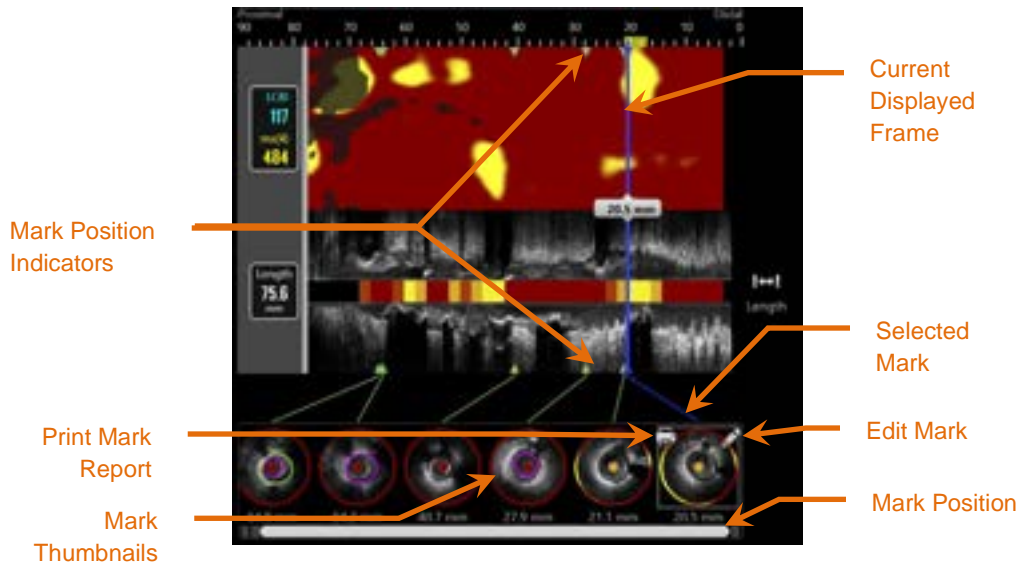 Proximal
Distal
90 80 70 60 50 40 30 20 10 0
Current
Displayed
Frame
LCBI
117
484
20.5 mm
Mark Position
Indicators
Length
75.6
mm
Length
Selected
Mark
Print Mark
Report
Edit Mark
Mark
Thumbnails
40.7 mm 27.9 mm 21.1 mm 20.5 mm
Mark Position